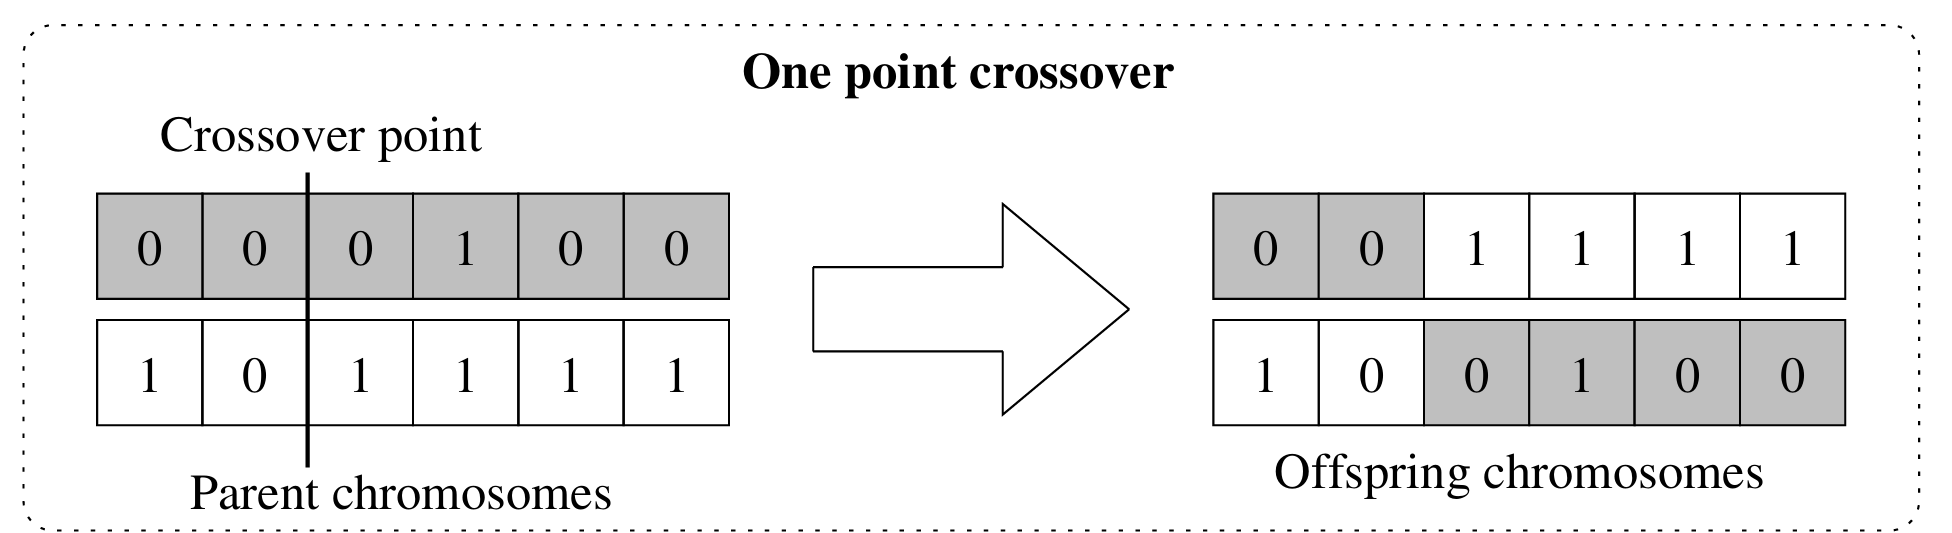 One point crossover
Crossover point
0 0 0 1 0 0
1 0 1 1 1 1
Parent chromosomes
0 0 1 1 1 1
1 0 0 1 0 0
Offspring chromosomes